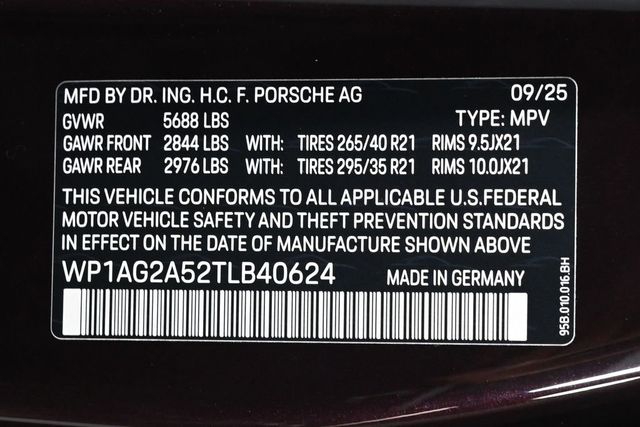 MFD BY DR. ING. H.C. F. PORSCHE AG 09/25
GVWR 5688 LBS TYPE: MPV
GAWR FRONT 2844 LBS WITH: TIRES 265/40 R21 RIMS 9.5JX21
GAWR REAR 2976 LBS WITH: TIRES 295/35 R21 RIMS 10.0JX21
THIS VEHICLE CONFORMS TO ALL APPLICABLE U.S.FEDERAL
MOTOR VEHICLE SAFETY AND THEFT PREVENTION STANDARDS
IN EFFECT ON THE DATE OF MANUFACTURE SHOWN ABOVE
WP1AG2A52TLB40624 MADE IN GERMANY
95B.010.016.BH